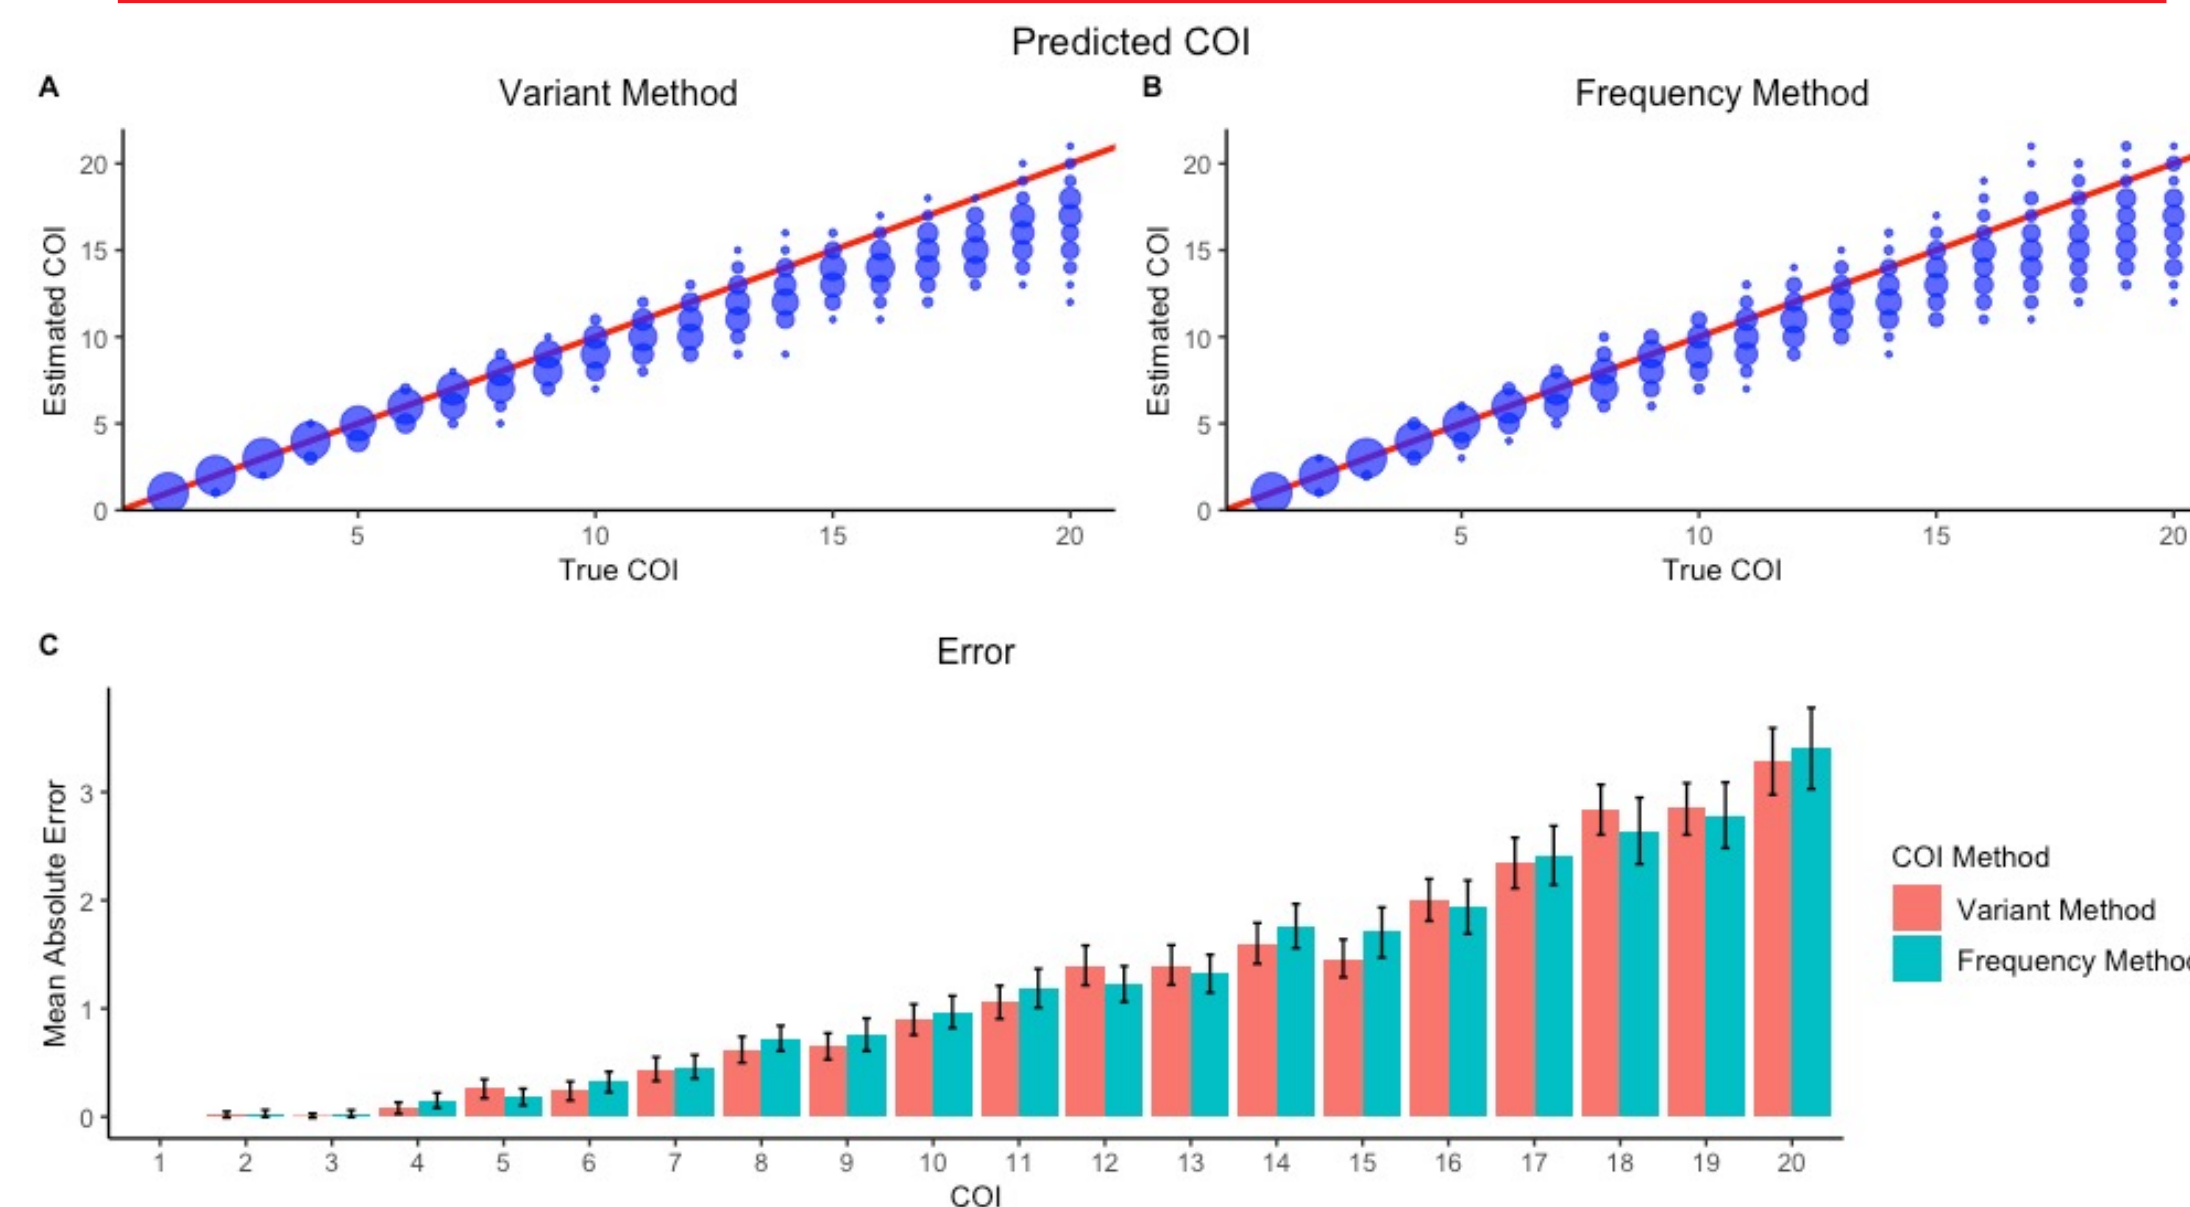 Predicted COI
A
Variant Method
20
15
10
5
0
Estimated COI
5 10 15 20
True COI
B
Frequency Method
20
15
10
5
0
Estimated COI
5 10 15 20
True COI
C
Error
3
2
1
0
Mean Absolute Error
1 2 3 4 5 6 7 8 9 10 11 12 13 14 15 16 17 18 19 20
COI
COI Method
Variant Method
Frequency Metho